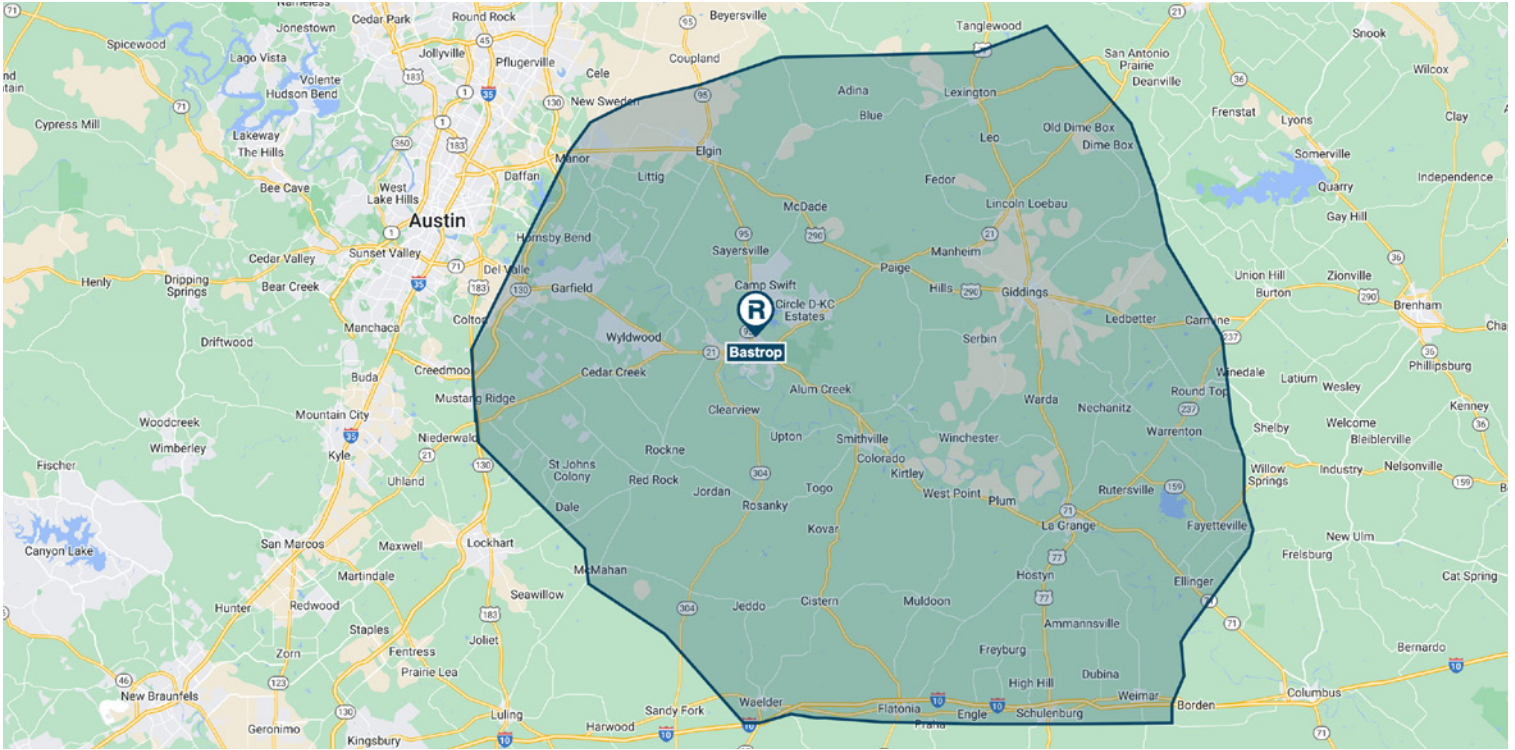 Nameless
Jonestown
Cedar Park
Round Rock
Beyersville
Tanglewood
Spicewood
Lago Vista
Jollyville
Pflugerville
Coupland
San Antonio
Prairie
Deanville
Snook
Wilcox
Volente
Hudson Bend
Cele
New Sweden
Adina
Lexington
Blue
Frenstat
Lyons
Clay
Cypress Mill
Lakeway
The Hills
Leo
Old Dime Box
Dime Box
Manor
Elgin
Somerville
Bee Cave
West
Lake Hills
Daffan
Littig
Fedor
Quarry
Independence
Austin
McDade
Lincoln Loebau
Gay Hill
Hornsby Bend
Sayersville
Manheim
Cedar Valley
Sunset Valley
Del Valle
Paige
Henly
Dripping
Springs
Bear Creek
Garfield
Camp Swift
Hills
Giddings
Union Hill
Zionville
Burton
Brenham
Circle D-KC
Estates
R
Manchaca
Colton
Wyldwood
Bastrop
Serbin
Ledbetter
Carmine
Driftwood
Creedmoor
Cedar Creek
Winedale
Latium
Wesley
Phillipsburg
Buda
Mustang Ridge
Alum Creek
Warda
Nechanitz
Round Top
Woodcreek
Mountain City
Clearview
Kenney
Wimberley
Kyle
Niederwald
Rockne
Upton
Smithville
Winchester
Warrenton
Shelby
Welcome
Bleiblerville
Fischer
Uhland
St Johns
Colony
Red Rock
Jordan
Togo
Colorado
Kirtley
West Point
Plum
Rutersville
Willow
Springs
Industry
Nelsonville
Dale
Rosanky
La Grange
Fayetteville
Canyon Lake
San Marcos
Maxwell
Lockhart
Kovar
New Ulm
Frelsburg
Martindale
McMahan
Hostyn
Ellinger
Cat Spring
Hunter
Redwood
Seawillow
Jeddo
Cistern
Muldoon
Staples
Ammannsville
Fentress
Joliet
Freyburg
Bernardo
Zorn
Prairie Lea
High Hill
Dubina
New Braunfels
Waelder
Weimar
Borden
Columbus
Luling
Sandy Fork
Flatonia
Engle
Schulenburg
Geronimo
Harwood
Praha
Kingsbury